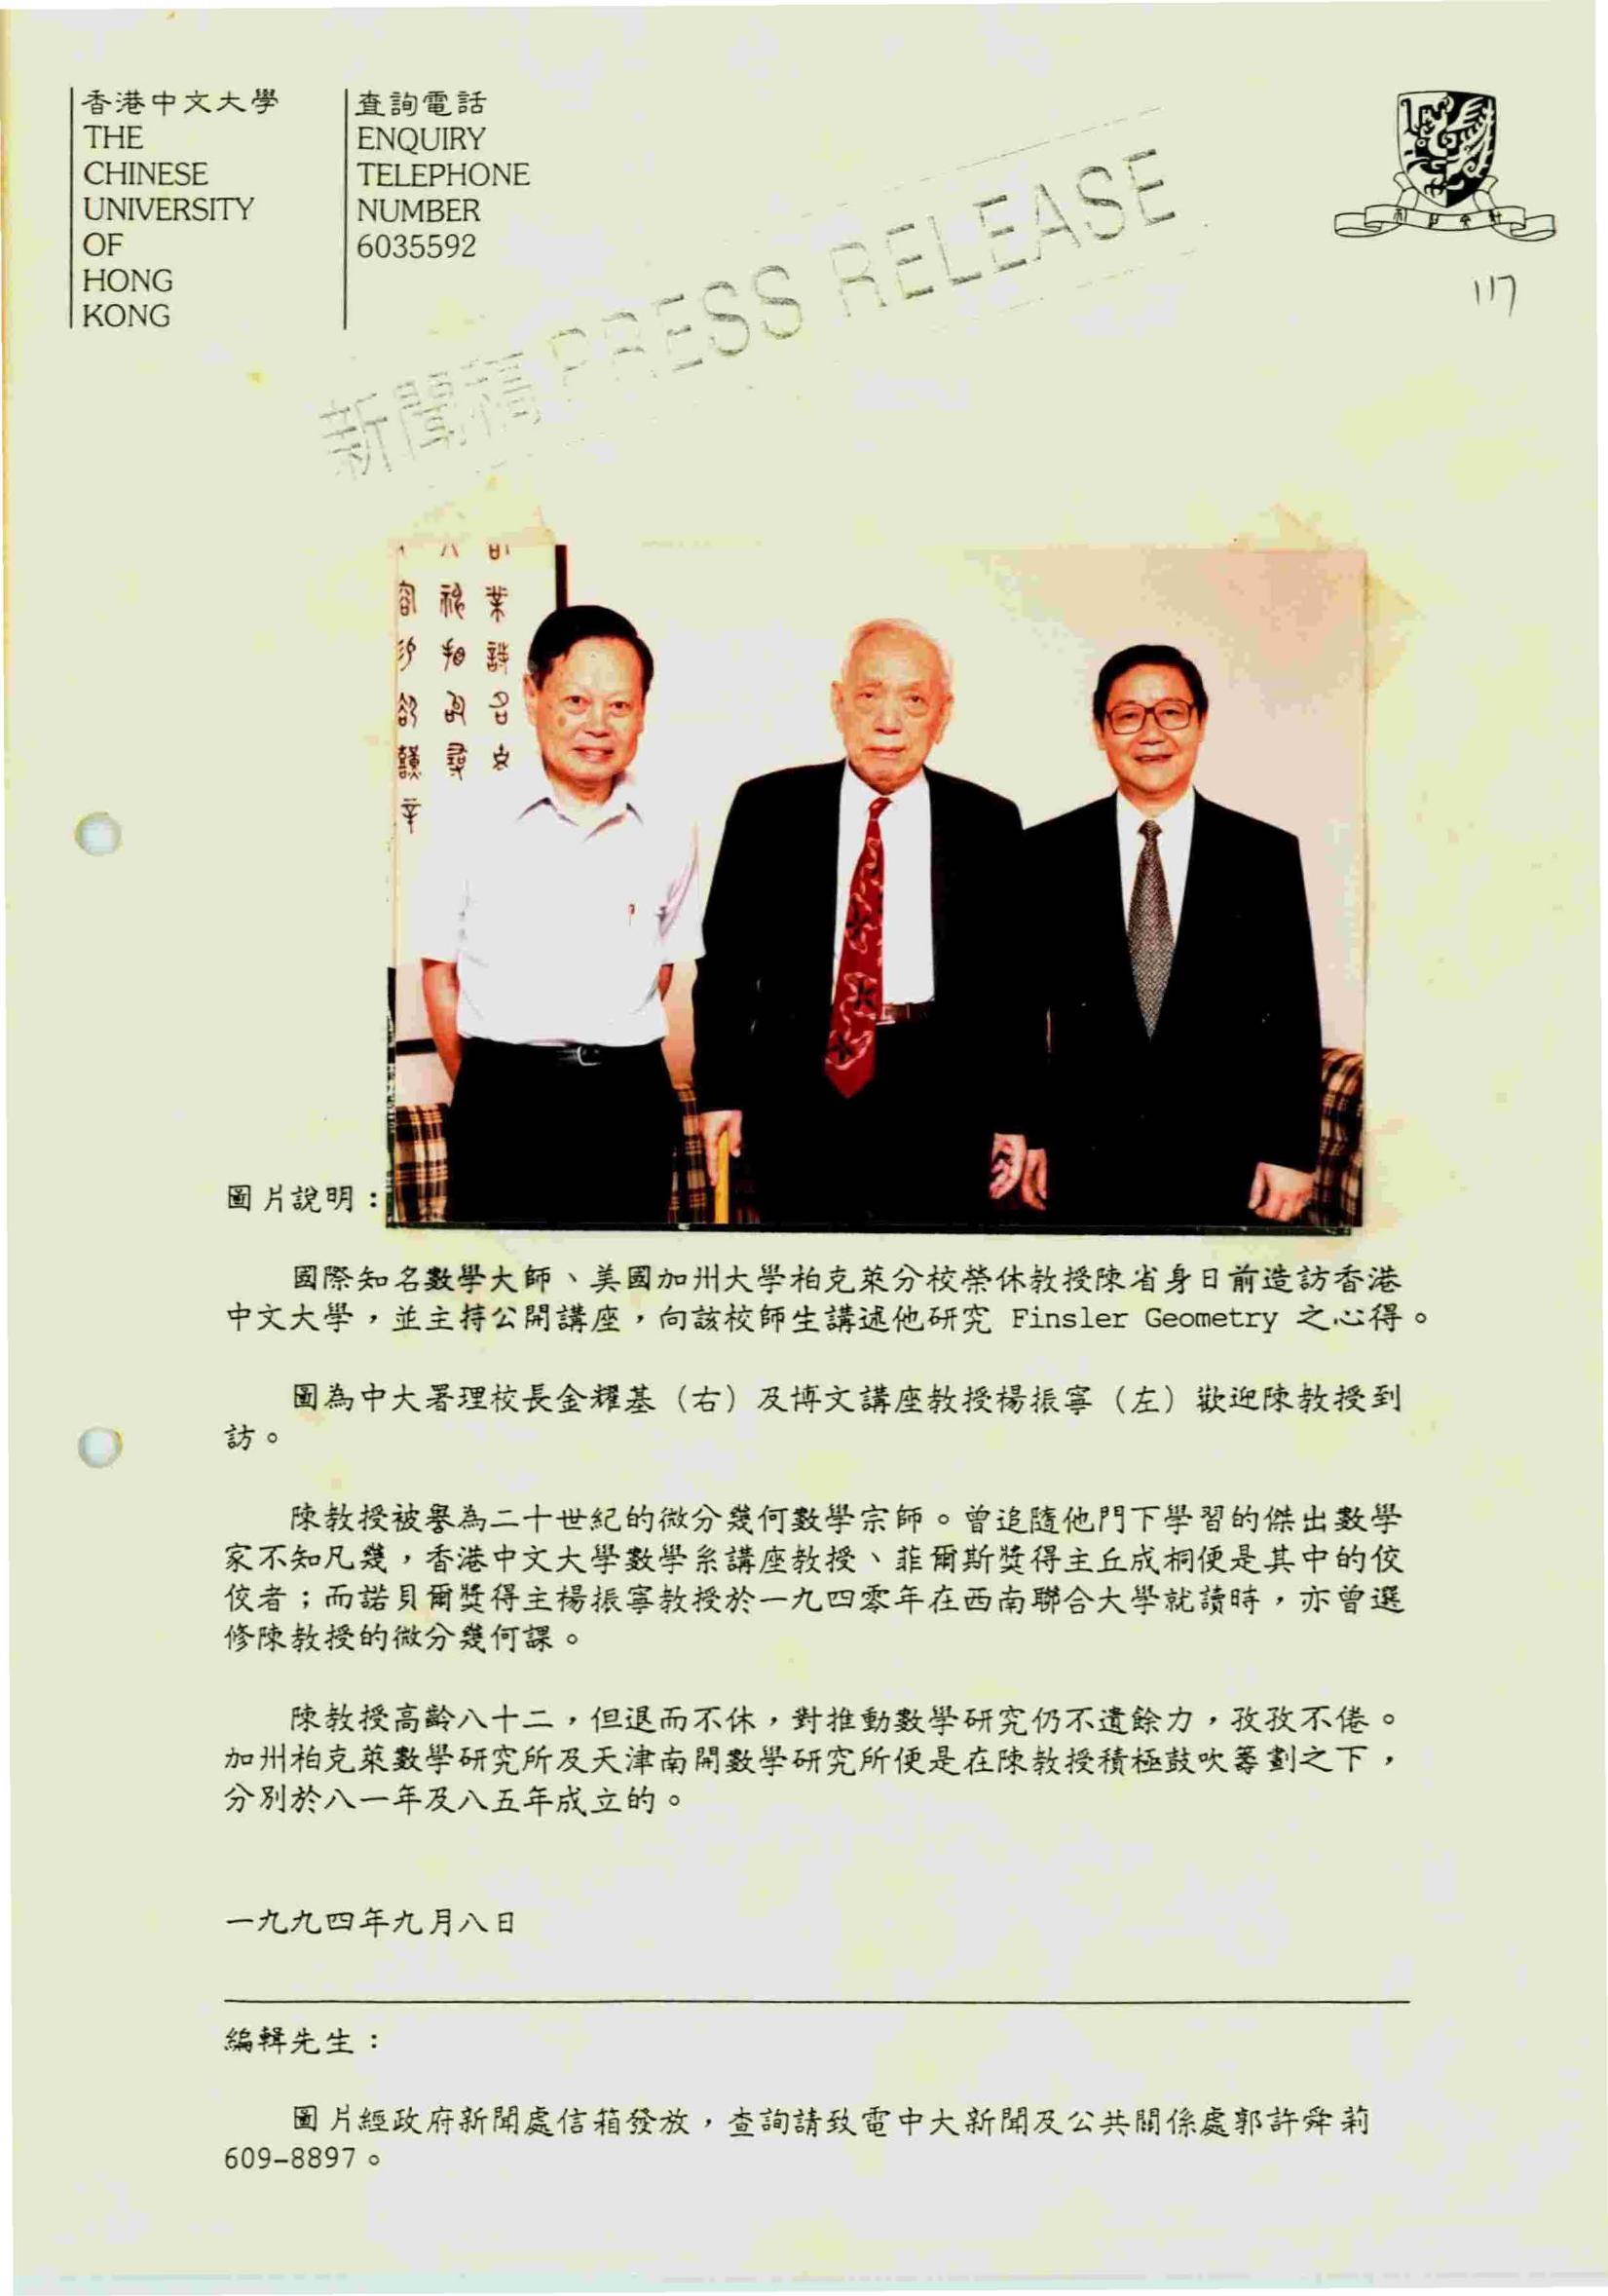 香港中文大學
THE
CHINESE
UNIVERSITY
OF
HONG
KONG
查詢電話
ENQUIRY
TELEPHONE
NUMBER
6035592
新聞稿 PRESS RELEASE
117
業
名
相
尋
圖片說明：
國際知名數學大師、美國加州大學柏克萊分校榮休教授陳省身日前造訪香港
中文大學，並主持公開講座，向該校師生講述他研究 Finsler Geometry 之心得。
圖為中大署理校長金耀基（右）及博文講座教授楊振寧（左）歡迎陳教授到
訪。
陳教授被譽為二十世紀的微分幾何數學宗師。曾追隨他門下學習的傑出數學
家不知凡幾，香港中文大學數學系講座教授、菲爾斯獎得主丘成桐便是其中的佼
佼者；而諾貝爾獎得主楊振寧教授於一九四零年在西南聯合大學就讀時，亦曾選
修陳教授的微分幾何課。
陳教授高齡八十二，但退而不休，對推動數學研究仍不遺餘力，孜孜不倦。
加州柏克萊數學研究所及天津南開數學研究所便是在陳教授積極鼓吹籌劃之下，
分別於八一年及八五年成立的。
一九九四年九月八日
編輯先生：
圖片經政府新聞處信箱發放，查詢請致電中大新聞及公共關係處郭許舜莉
609-8897。